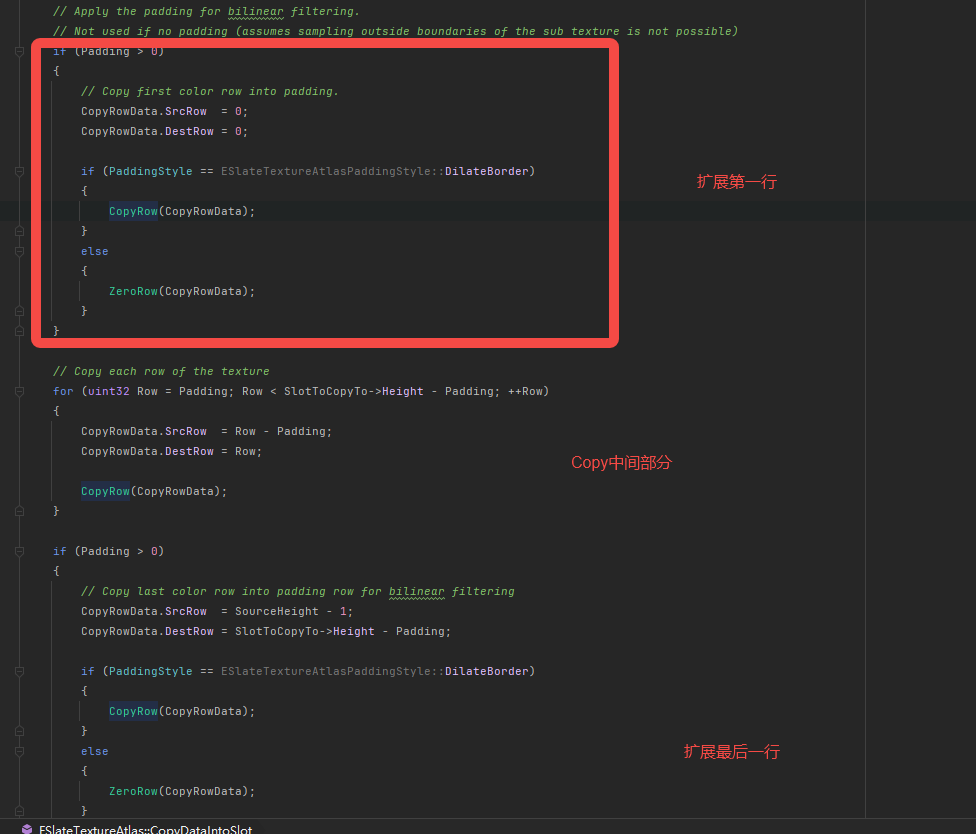 // Apply the padding for bilinear filtering.
// Not used if no padding (assumes sampling outside boundaries of the sub texture is not possible)
if (Padding > 0)
{
// Copy first color row into padding.
CopyRowData.SrcRow  = 0;
CopyRowData.DestRow = 0;
if (PaddingStyle == ESlateTextureAtlasPaddingStyle::DilateBorder)
扩展第一行
{
CopyRow(CopyRowData);
}
else
{
ZeroRow(CopyRowData);
}
}
// Copy each row of the texture
for (uint32 Row = Padding; Row < SlotToCopyTo->Height - Padding; ++Row)
{
CopyRowData.SrcRow  = Row - Padding;
CopyRowData.DestRow = Row;
Copy中间部分
CopyRow(CopyRowData);
}
if (Padding > 0)
{
// Copy last color row into padding row for bilinear filtering
CopyRowData.SrcRow  = SourceHeight - 1;
CopyRowData.DestRow = SlotToCopyTo->Height - Padding;
if (PaddingStyle == ESlateTextureAtlasPaddingStyle::DilateBorder)
{
CopyRow(CopyRowData);
}
else
扩展最后一行
{
ZeroRow(CopyRowData);
}
FSlateTextureAtlas::CopyDataIntoSlot